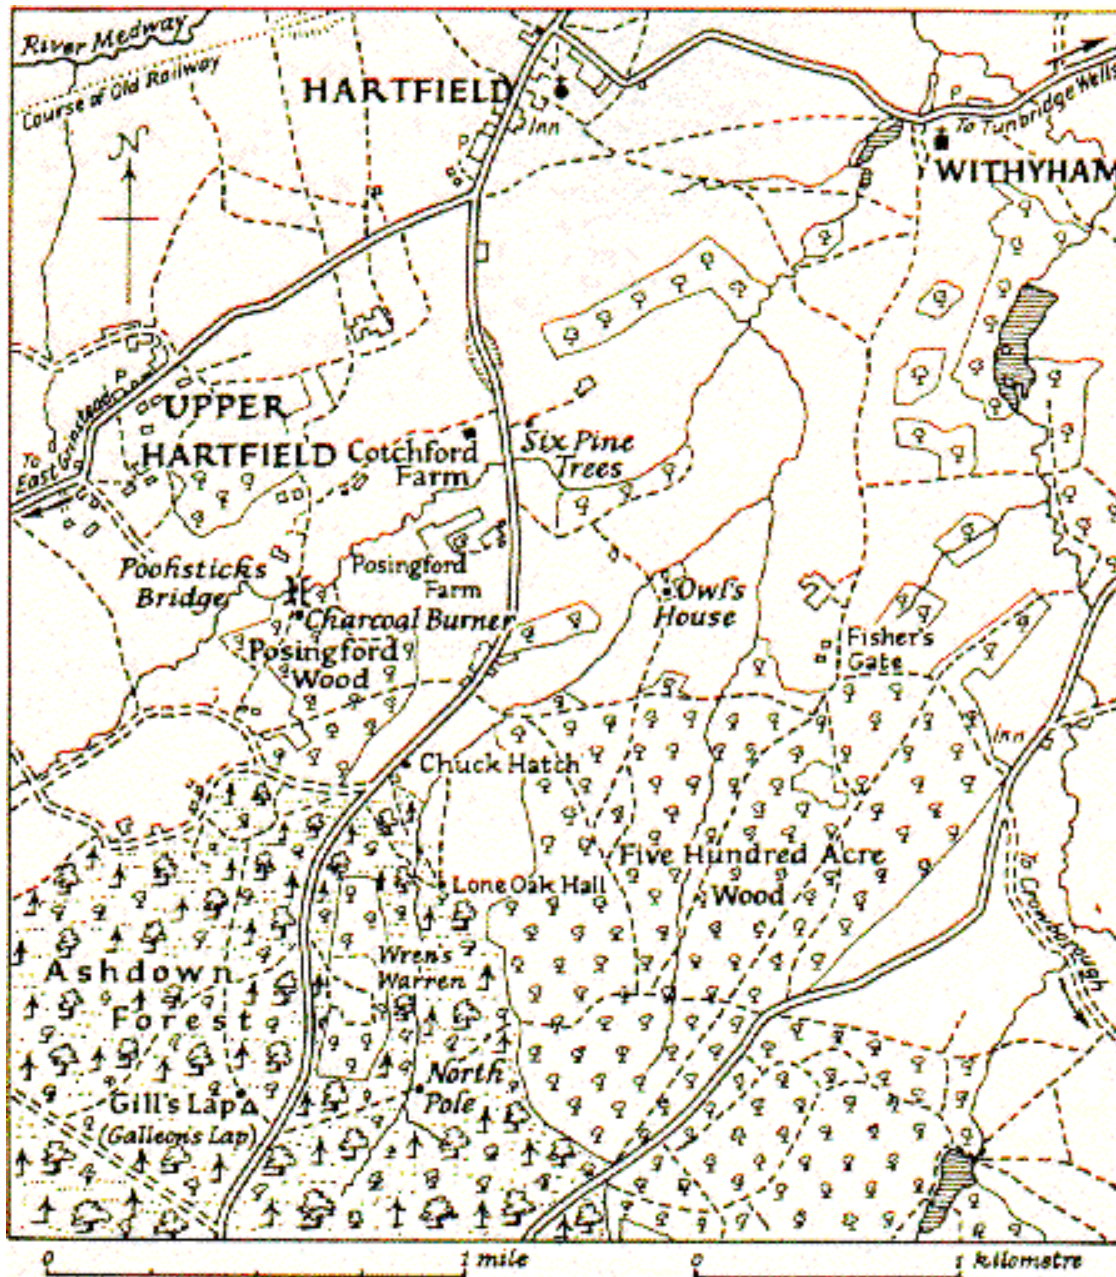 River Medway
Course of Old Railway
N
HARTFIELD
Inn
P
P
To Tunbridge Wells
WITHYHAM
P
To
East Grinstead
UPPER
HARTFIELD
Cotchford
Farm
Six Pine
Trees
Poohsticks
Bridge
Posingford
Farm
Charcoal Burner
Owl's
House
Posingford
Wood
Fisher's
Gate
Inn
Chuck Hatch
Five Hundred Acre
Wood
Lone Oak Hall
To Crowborough
Wren's
Warren
Ashdown
Forest
North
Pole
Gill's Lap
(Galleon's Lap)
0 1 mile 0 1 kilometre